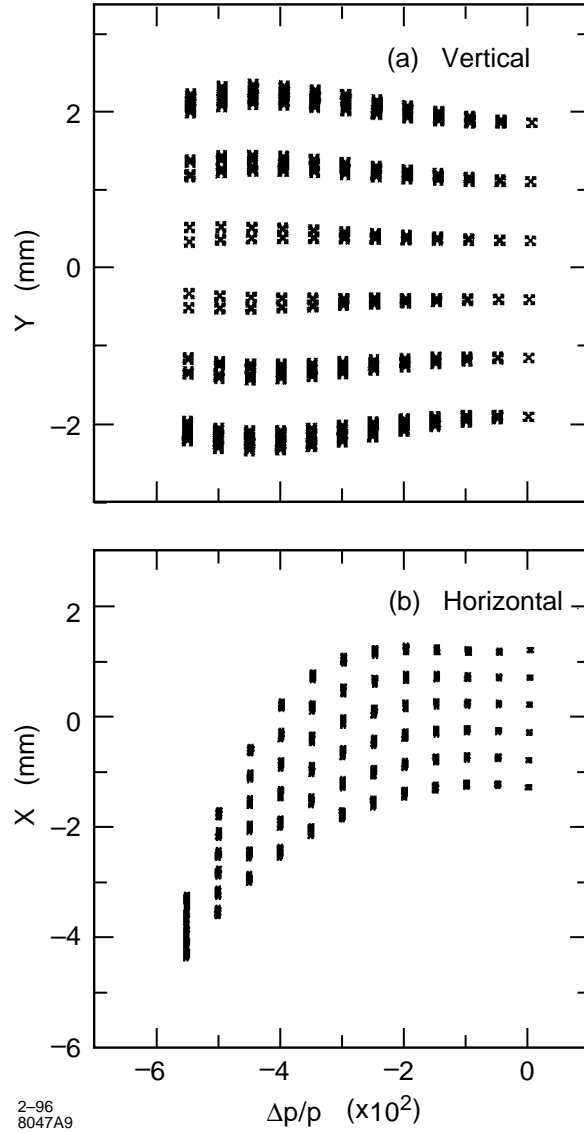 (a) Vertical
2
0
–2
Y (mm)
(b) Horizontal
2
0
–2
–4
–6
X (mm)
–6 –4 –2 0
Δp/p (x10²)
2–96
8047A9